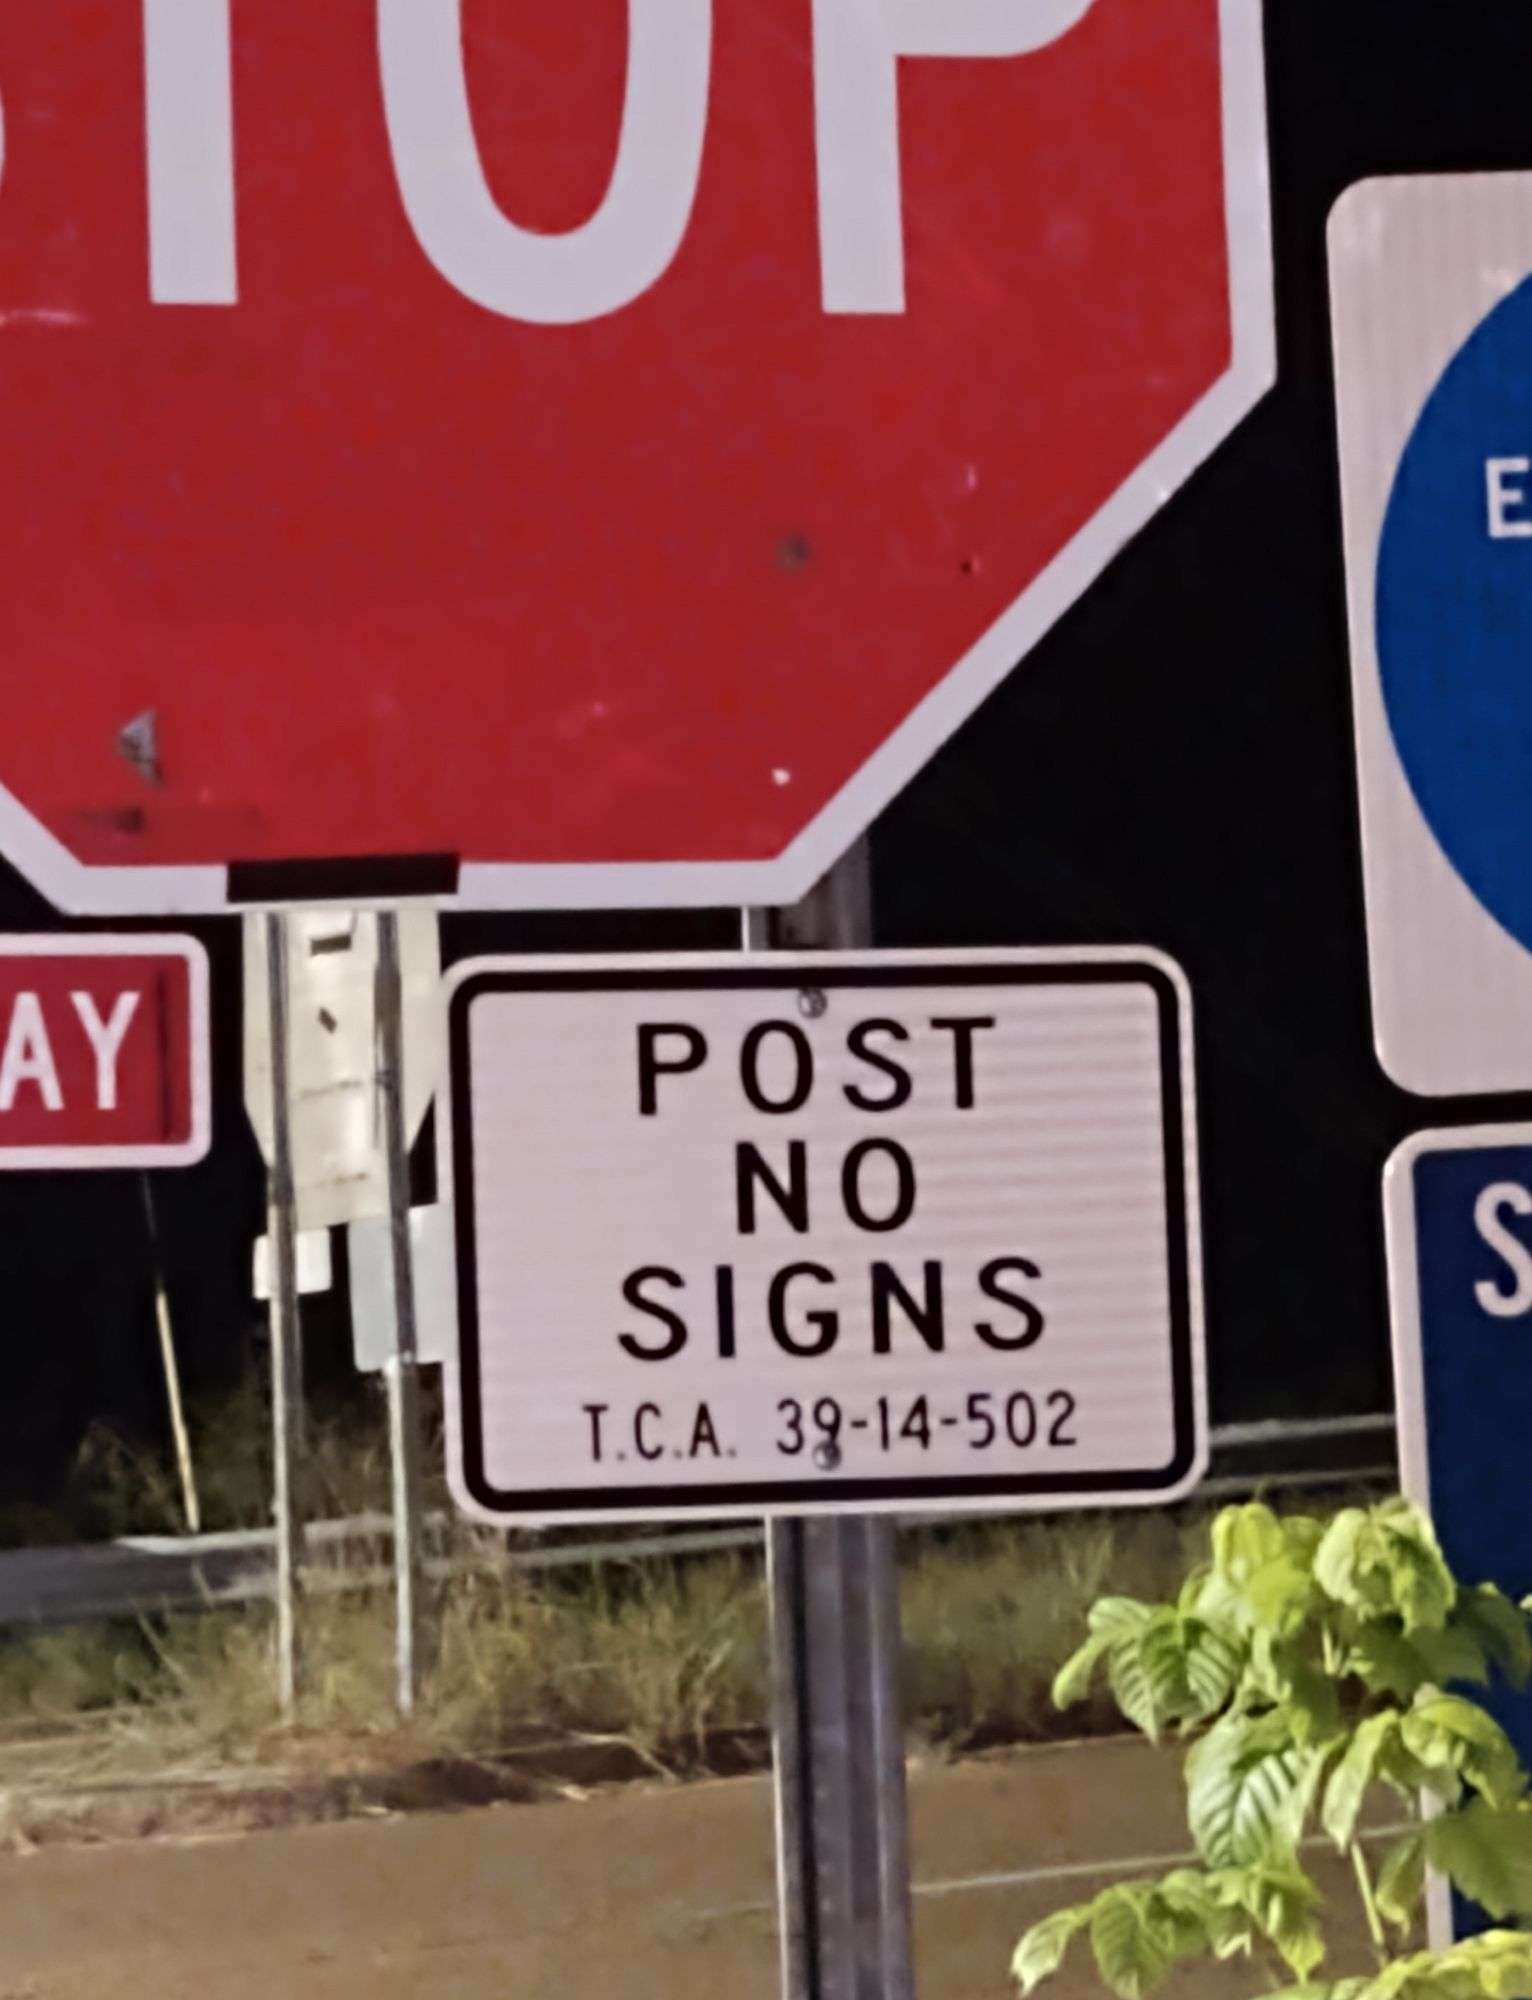 STOP
AY
POST
NO
SIGNS
T.C.A. 39-14-502
E
S